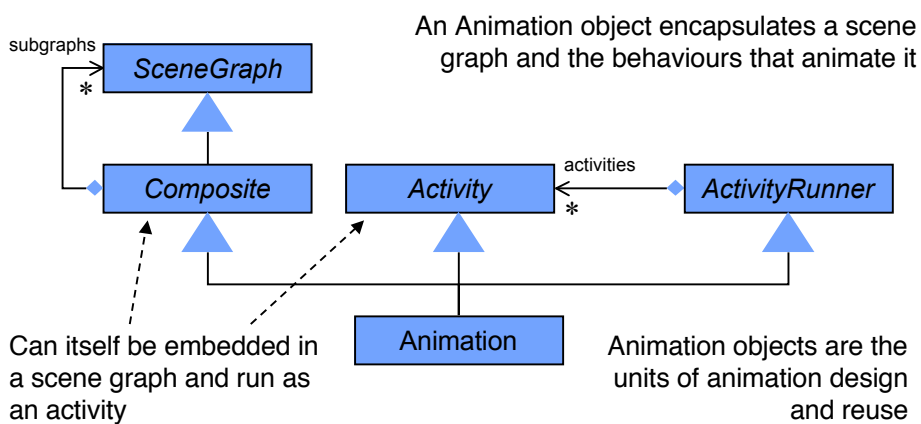 An Animation object encapsulates a scene
graph and the behaviours that animate it
subgraphs
SceneGraph
*
Composite
Activity
activities
*
ActivityRunner
Animation
Can itself be embedded in
a scene graph and run as
an activity
Animation objects are the
units of animation design
and reuse